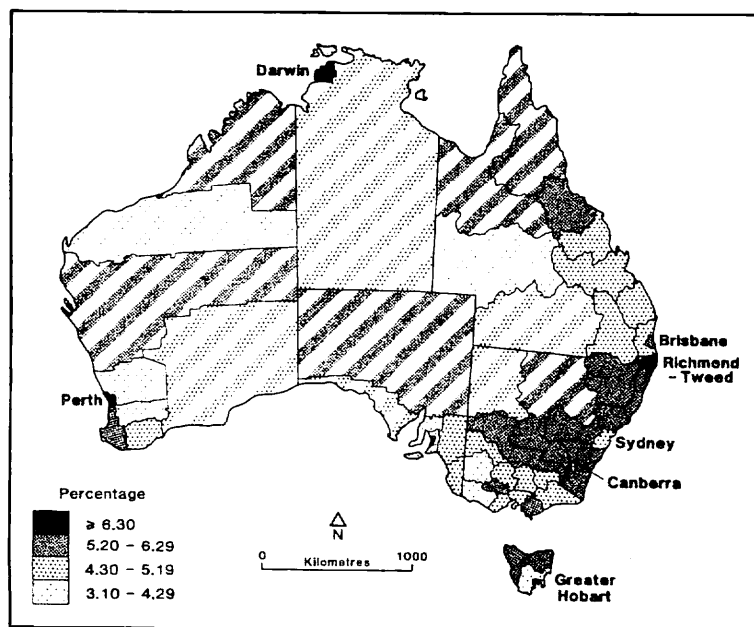 Darwin
Brisbane
Richmond
- Tweed
Perth
Sydney
Canberra
Percentage
≥ 6.30
5.20 - 6.29
4.30 - 5.19
3.10 - 4.29
N
0 1000
Kilometres
Greater
Hobart